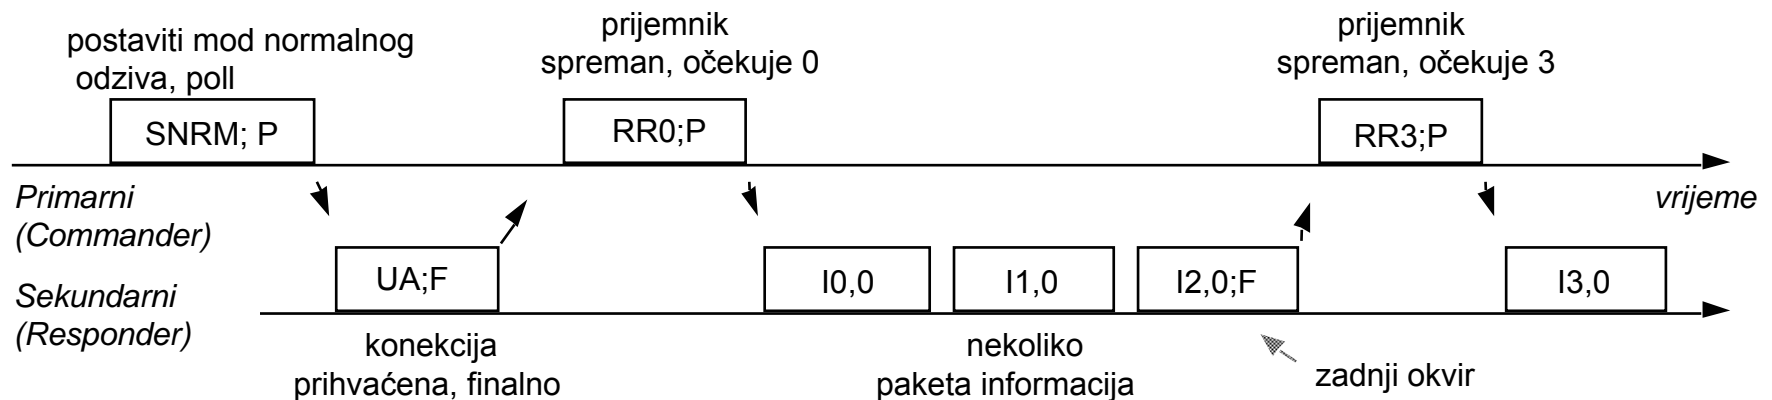 postaviti mod normalnog
odziva, poll
prijemnik
spreman, očekuje 0
prijemnik
spreman, očekuje 3
SNRM; P
RR0;P
RR3;P
Primarni
(Commander)
vrijeme
Sekundarni
(Responder)
UA;F
I0,0
I1,0
I2,0;F
I3,0
konekcija
prihvaćena, finalno
nekoliko
paketa informacija
zadnji okvir